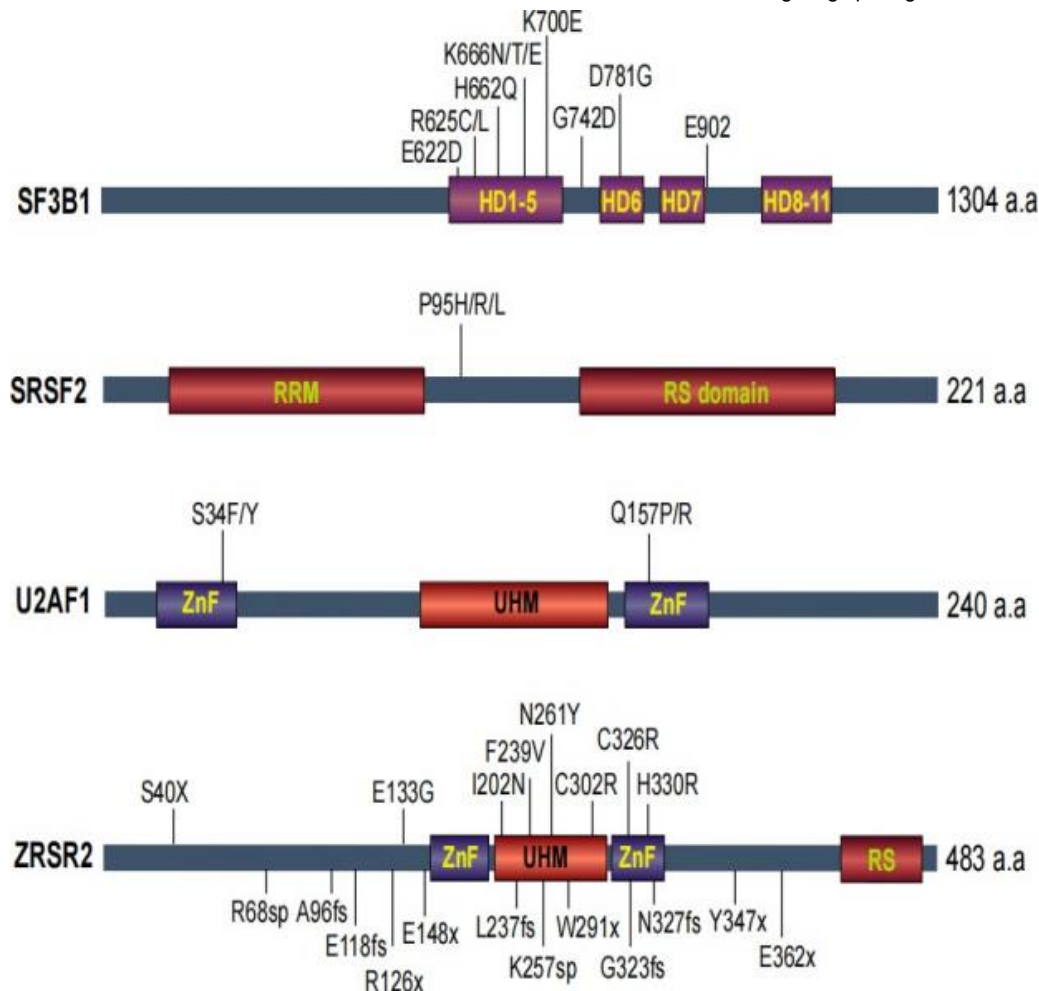 K700E
K666N/T/E
H662Q
D781G
R625C/L
G742D
E902
E622D
SF3B1
HD1-5
HD6
HD7
HD8-11
1304 a.a
P95H/R/L
SRSF2
RRM
RS domain
221 a.a
S34F/Y
Q157P/R
U2AF1
ZnF
UHM
ZnF
240 a.a
N261Y
F239V
C326R
S40X
E133G
I202N
C302R
H330R
ZRSR2
ZnF
UHM
ZnF
RS
483 a.a
R68sp
A96fs
E118fs
R126x
E148x
L237fs
K257sp
W291x
G323fs
N327fs
Y347x
E362x